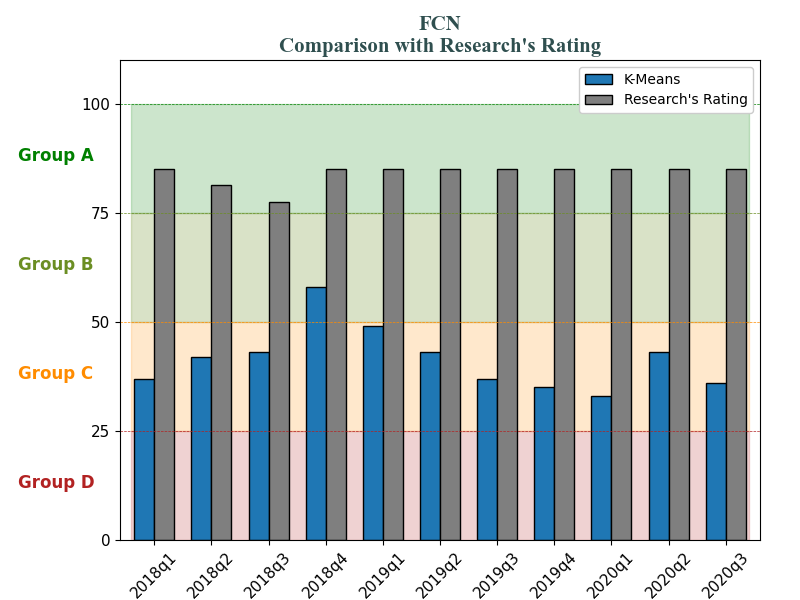 FCN
Comparison with Research's Rating
K-Means
Research's Rating
100
Group A
75
Group B
50
Group C
25
Group D
0
2018q1
2018q2
2018q3
2018q4
2019q1
2019q2
2019q3
2019q4
2020q1
2020q2
2020q3